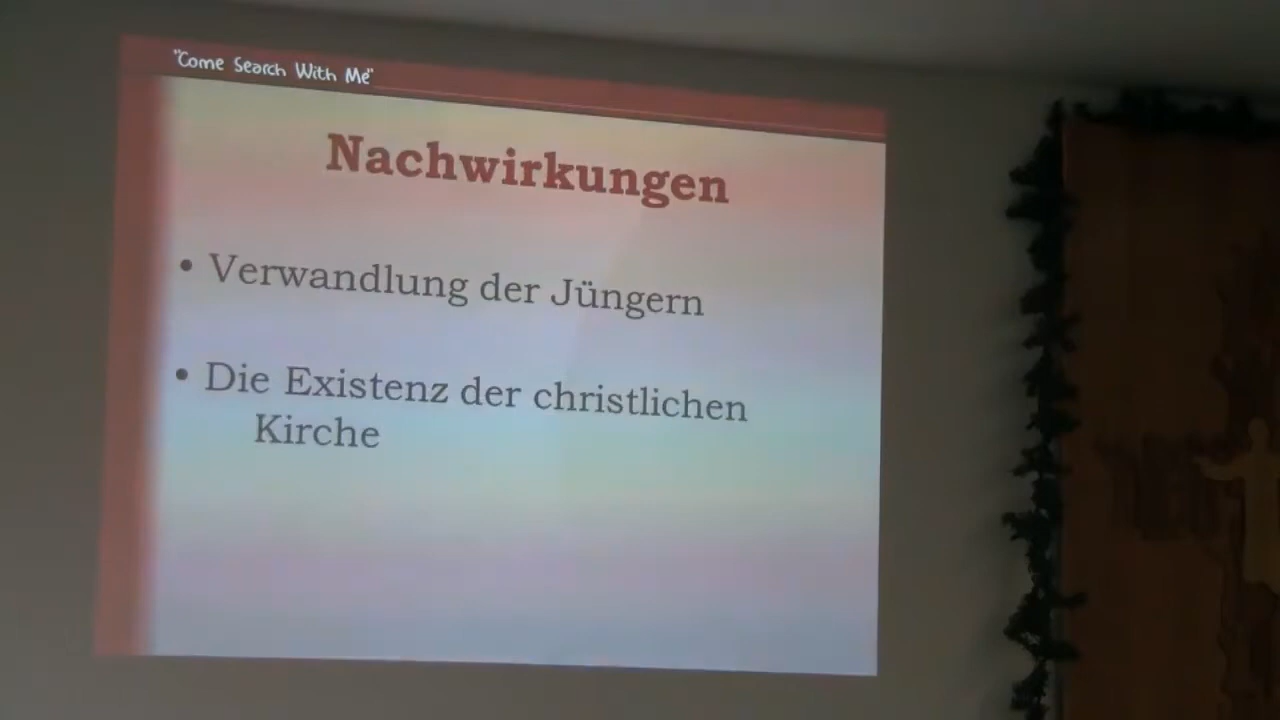 "Come Search With Me"
Nachwirkungen
• Verwandlung der Jüngern
• Die Existenz der christlichen
Kirche